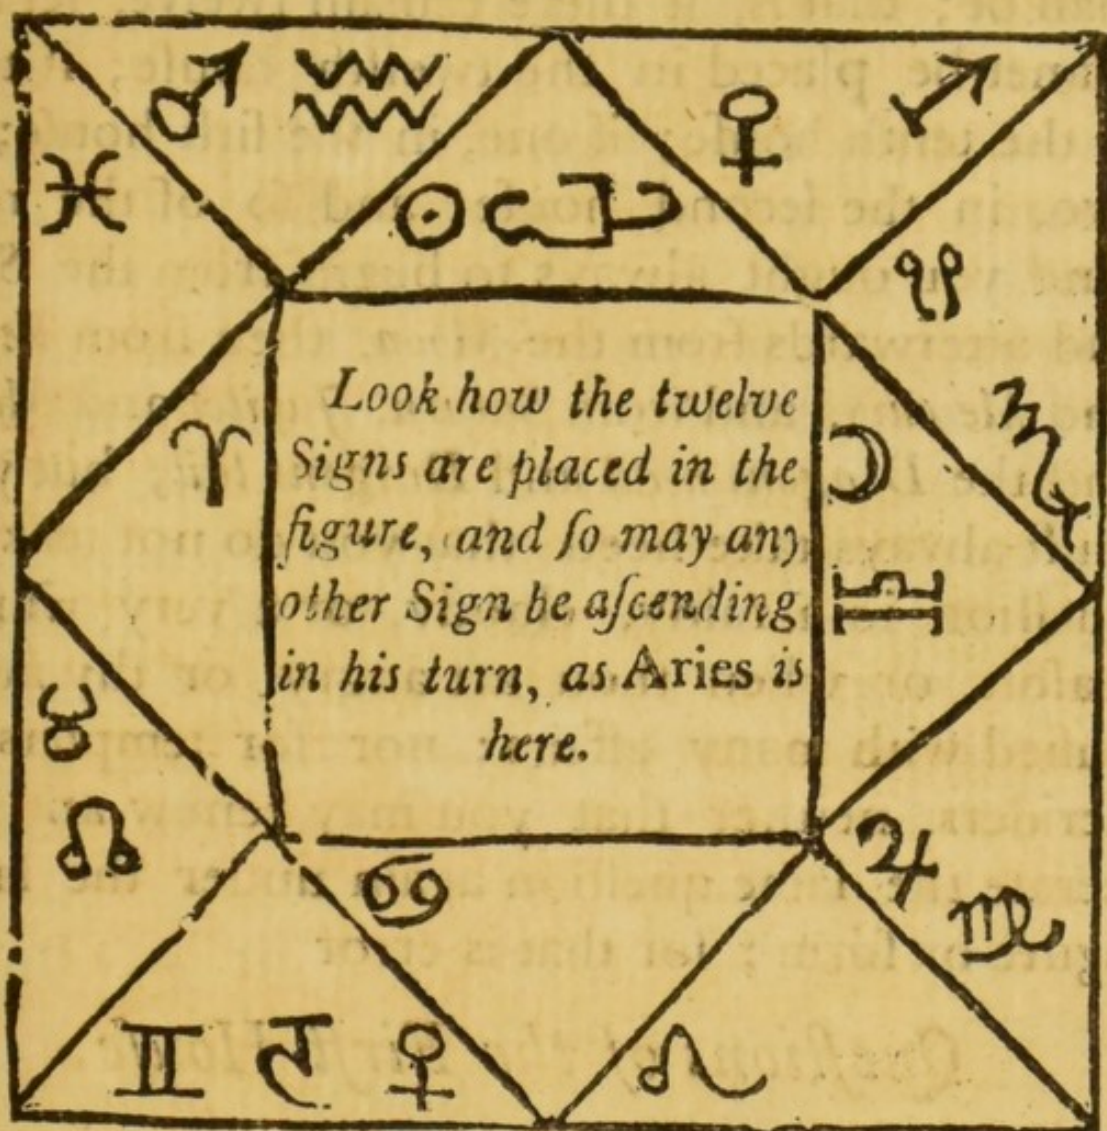 ♂ ♒
♀ ♐
♓
☉ ♑
☋
Look how the twelve
Signs are placed in the
figure, and ſo may any
other Sign be aſcending
in his turn, as Aries is
here.
♈
☽
♏
♎
♉
☊
♋
♃
♍
♊ ♄ ♀
♌